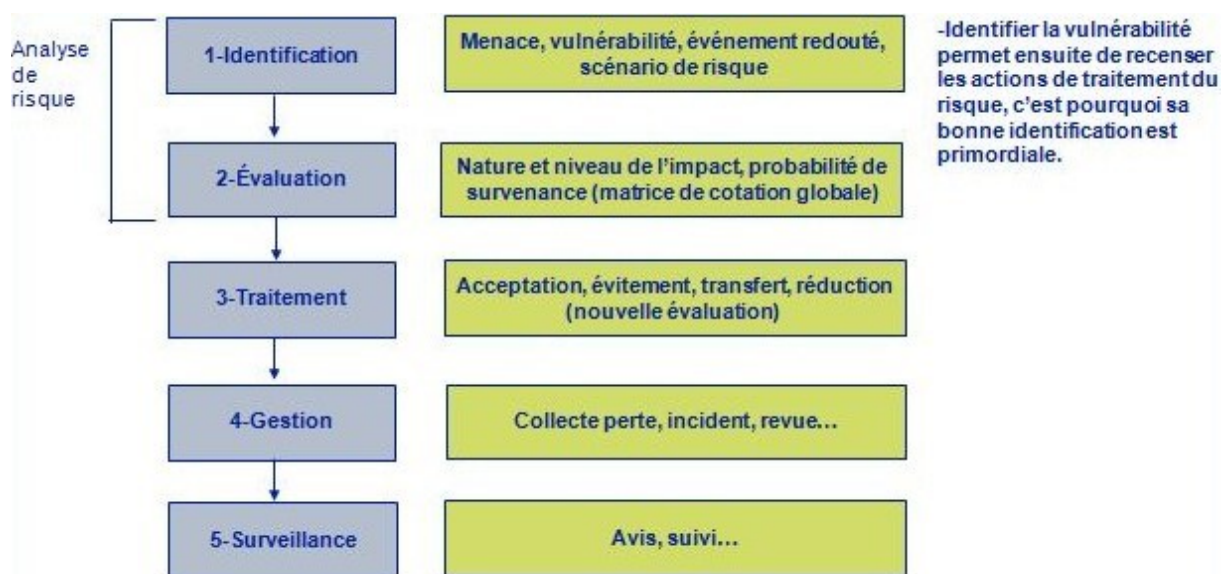 Analyse
de
risque
1-Identification
Menace, vulnérabilité, événement redouté,
scénario de risque
-Identifier la vulnérabilité
permet ensuite de recenser
les actions de traitement du
risque, c’est pourquoi sa
bonne identification est
primordiale.
2-Évaluation
Nature et niveau de l’impact, probabilité de
survenance (matrice de cotation globale)
3-Traitement
Acceptation, évitement, transfert, réduction
(nouvelle évaluation)
4-Gestion
Collecte perte, incident, revue…
5-Surveillance
Avis, suivi…